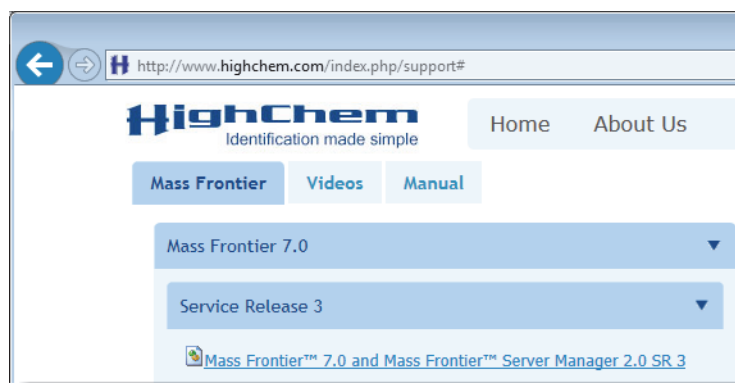 http://www.highchem.com/index.php/support#
HighChem
Identification made simple
Home About Us
Mass Frontier Videos Manual
Mass Frontier 7.0
Service Release 3
Mass Frontier™ 7.0 and Mass Frontier™ Server Manager 2.0 SR 3